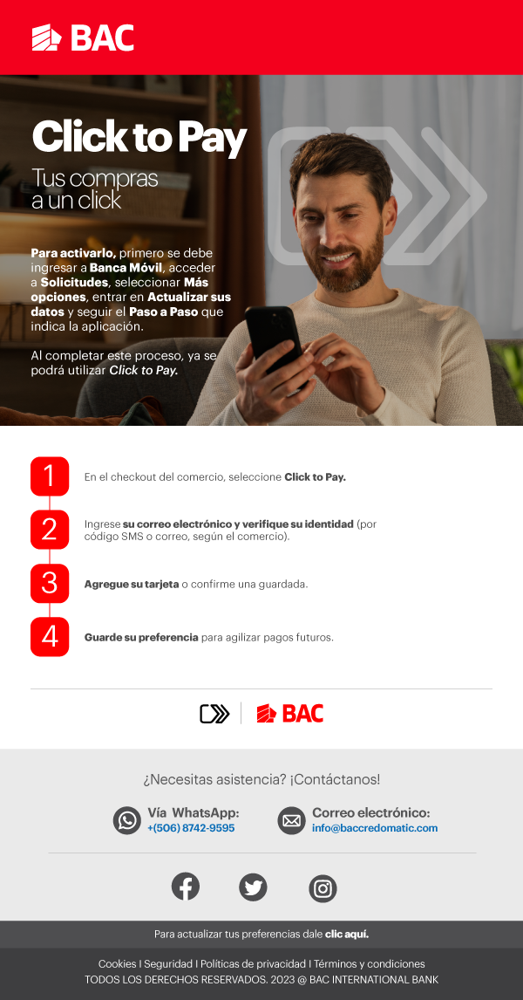 BAC
Click to Pay
Tus compras
a un click
Para activarlo, primero se debe
ingresar a Banca Móvil, acceder
a Solicitudes, seleccionar Más
opciones, entrar en Actualizar sus
datos y seguir el Paso a Paso que
indica la aplicación.
Al completar este proceso, ya se
podrá utilizar Click to Pay.
1
En el checkout del comercio, seleccione Click to Pay.
2
Ingrese su correo electrónico y verifique su identidad (por
código SMS o correo, según el comercio).
3
Agregue su tarjeta o confirme una guardada.
4
Guarde su preferencia para agilizar pagos futuros.
BAC
¿Necesitas asistencia? ¡Contáctanos!
Vía WhatsApp:
+(506) 8742-9595
Correo electrónico:
info@baccredomatic.com
Para actualizar tus preferencias dale clic aquí.
Cookies I Seguridad I Políticas de privacidad I Términos y condiciones
TODOS LOS DERECHOS RESERVADOS. 2023 @ BAC INTERNATIONAL BANK